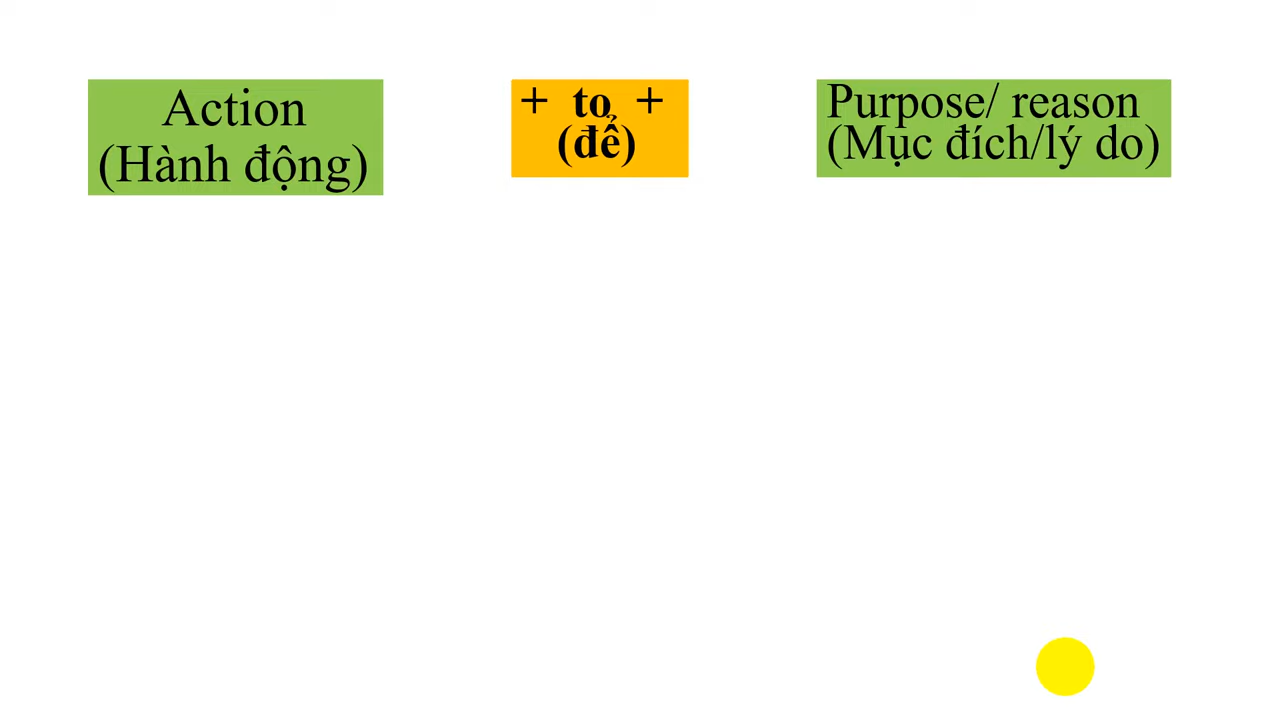 Action
(Hành động)
+ to +
(để)
Purpose/ reason
(Mục đích/lý do)